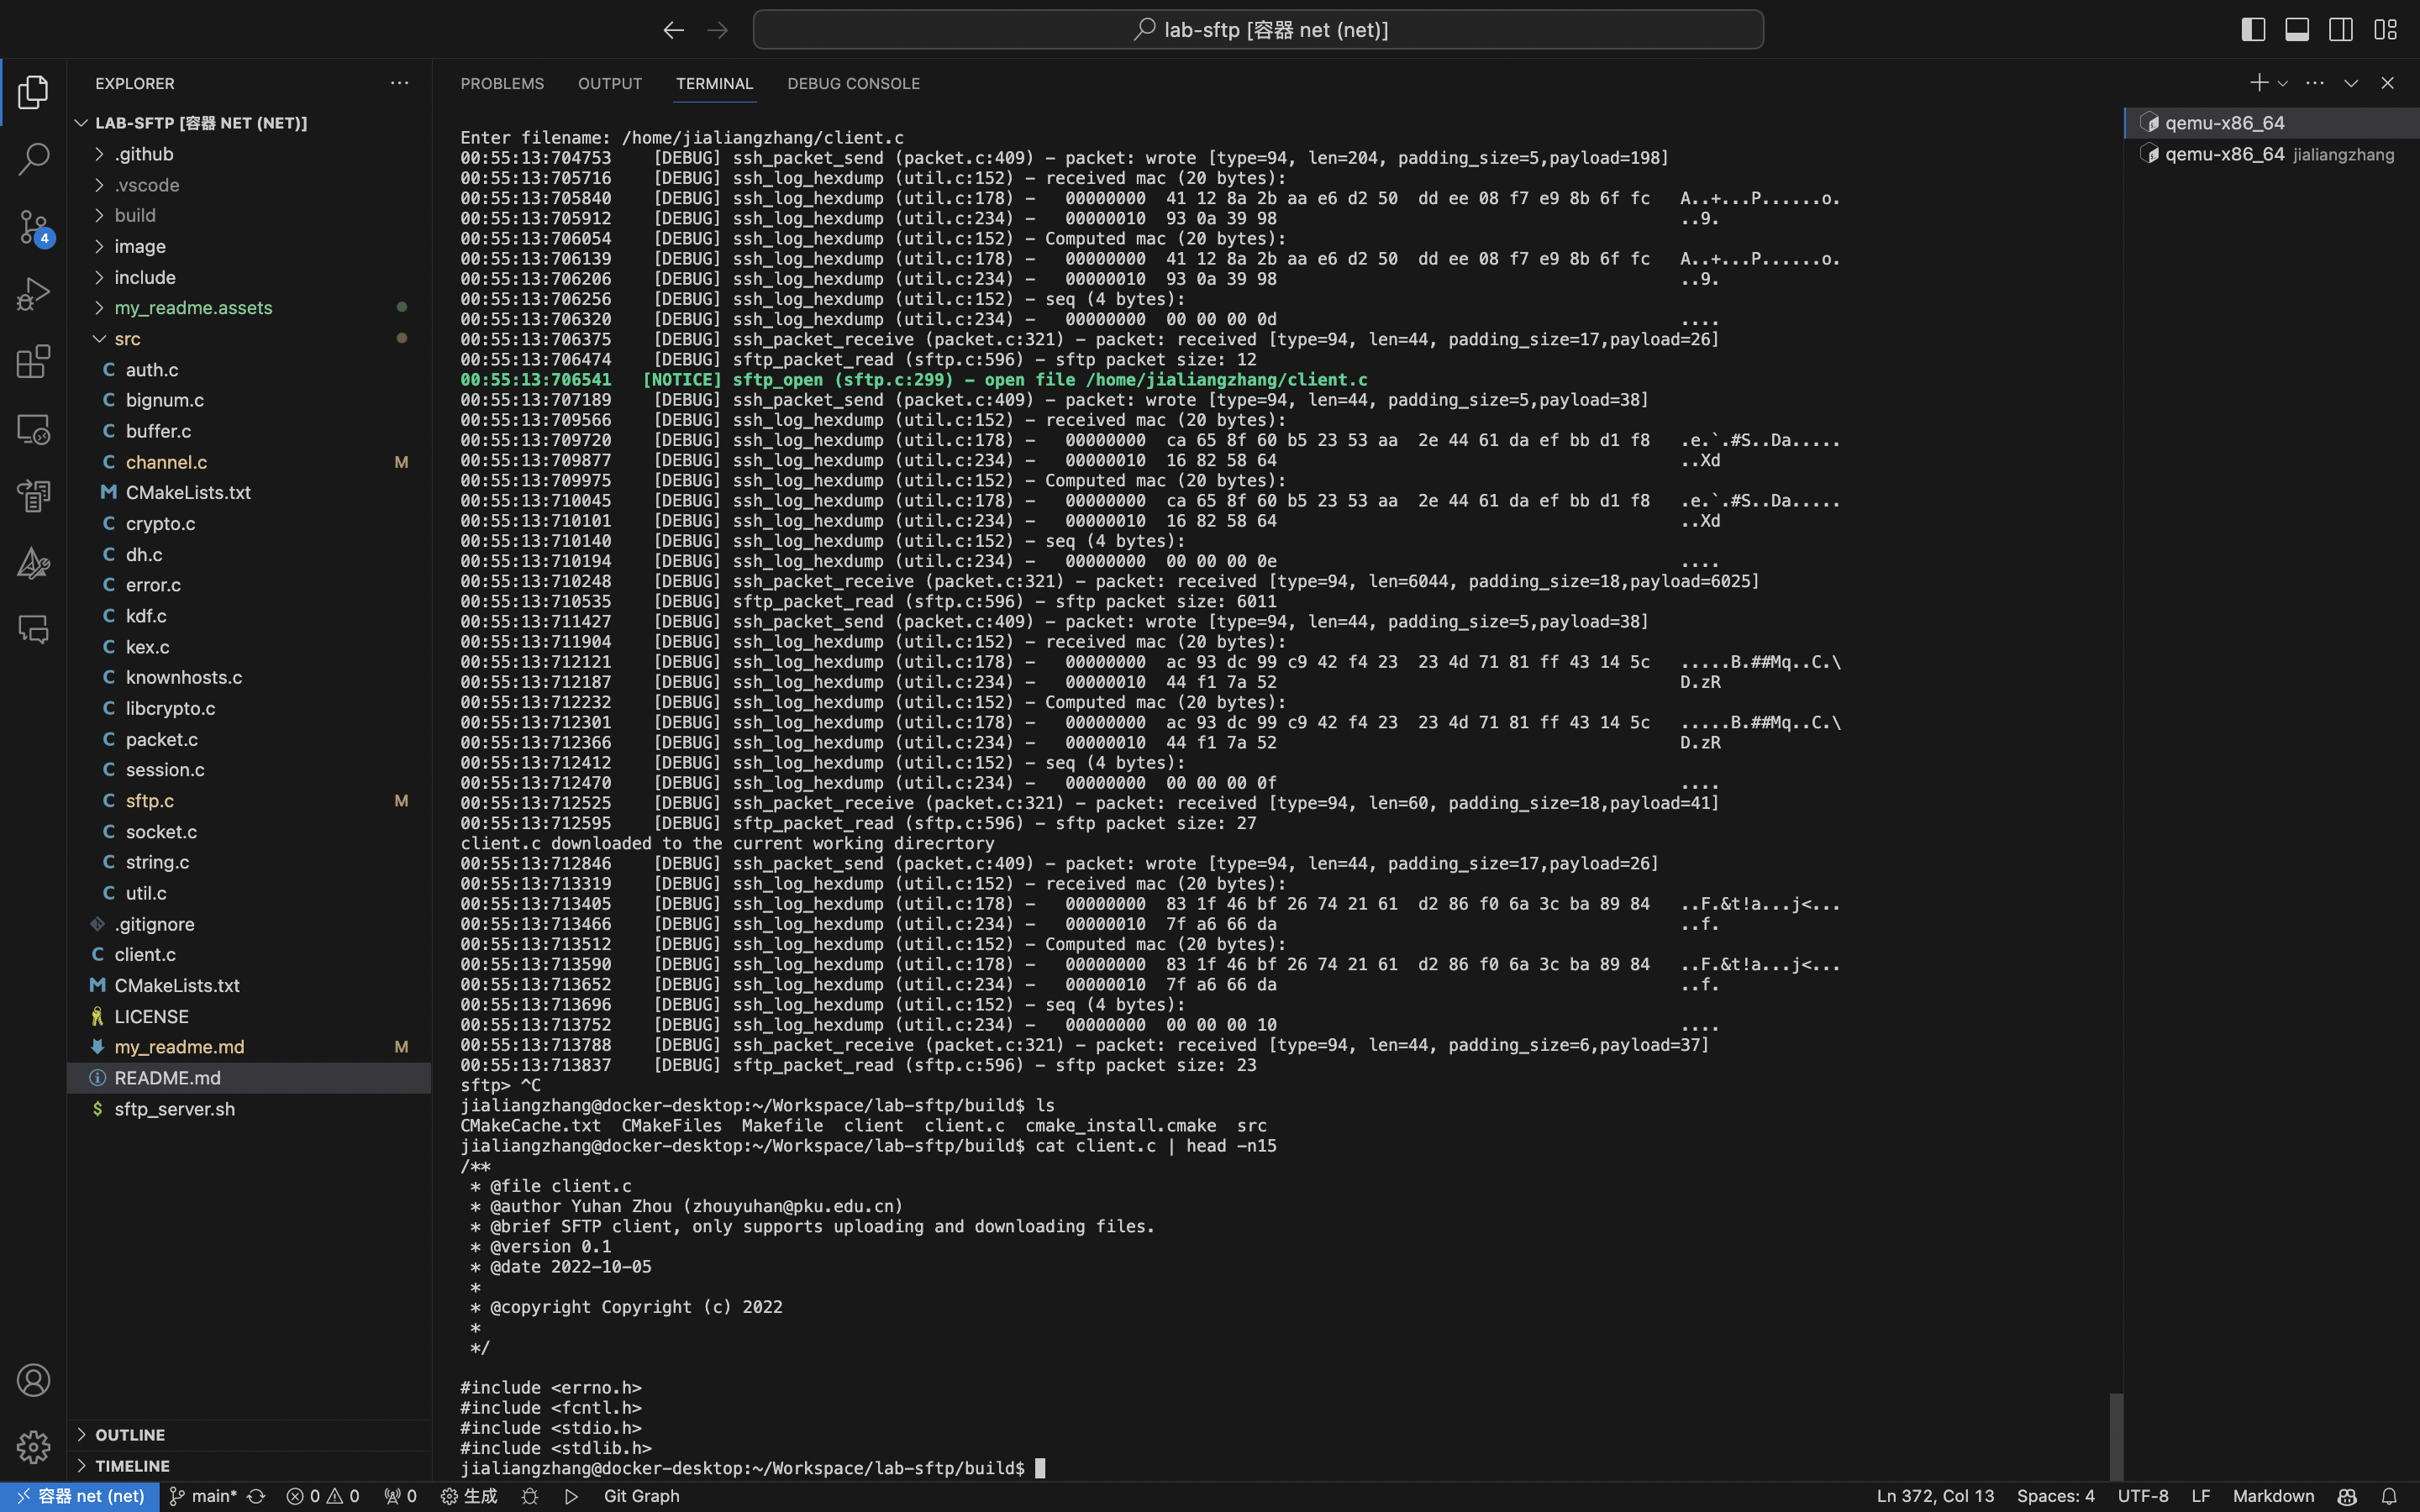 lab-sftp [容器 net (net)]
EXPLORER
LAB-SFTP [容器 NET (NET)]
.github
.vscode
build
image
include
my_readme.assets
src
C auth.c
C bignum.c
C buffer.c
C channel.c M
M CMakeLists.txt
C crypto.c
C dh.c
C error.c
C kdf.c
C kex.c
C knownhosts.c
C libcrypto.c
C packet.c
C session.c
C sftp.c M
C socket.c
C string.c
C util.c
.gitignore
C client.c
M CMakeLists.txt
LICENSE
my_readme.md M
README.md
$ sftp_server.sh
OUTLINE
TIMELINE
4
PROBLEMS OUTPUT TERMINAL DEBUG CONSOLE
Enter filename: /home/jialiangzhang/client.c
00:55:13:704753 [DEBUG] ssh_packet_send (packet.c:409) - packet: wrote [type=94, len=204, padding_size=5,payload=198]
00:55:13:705716 [DEBUG] ssh_log_hexdump (util.c:152) - received mac (20 bytes):
00:55:13:705840 [DEBUG] ssh_log_hexdump (util.c:178) - 00000000 41 12 8a 2b aa e6 d2 50 dd ee 08 f7 e9 8b 6f fc A..+...P......o.
00:55:13:705912 [DEBUG] ssh_log_hexdump (util.c:234) - 00000010 93 0a 39 98 ..9.
00:55:13:706054 [DEBUG] ssh_log_hexdump (util.c:152) - Computed mac (20 bytes):
00:55:13:706139 [DEBUG] ssh_log_hexdump (util.c:178) - 00000000 41 12 8a 2b aa e6 d2 50 dd ee 08 f7 e9 8b 6f fc A..+...P......o.
00:55:13:706206 [DEBUG] ssh_log_hexdump (util.c:234) - 00000010 93 0a 39 98 ..9.
00:55:13:706256 [DEBUG] ssh_log_hexdump (util.c:152) - seq (4 bytes):
00:55:13:706320 [DEBUG] ssh_log_hexdump (util.c:234) - 00000000 00 00 00 0d ....
00:55:13:706375 [DEBUG] ssh_packet_receive (packet.c:321) - packet: received [type=94, len=44, padding_size=17,payload=26]
00:55:13:706474 [DEBUG] sftp_packet_read (sftp.c:596) - sftp packet size: 12
00:55:13:706541 [NOTICE] sftp_open (sftp.c:299) - open file /home/jialiangzhang/client.c
00:55:13:707189 [DEBUG] ssh_packet_send (packet.c:409) - packet: wrote [type=94, len=44, padding_size=5,payload=38]
00:55:13:709566 [DEBUG] ssh_log_hexdump (util.c:152) - received mac (20 bytes):
00:55:13:709720 [DEBUG] ssh_log_hexdump (util.c:178) - 00000000 ca 65 8f 60 b5 23 53 aa 2e 44 61 da ef bb d1 f8 .e.`.#S..Da.....
00:55:13:709877 [DEBUG] ssh_log_hexdump (util.c:234) - 00000010 16 82 58 64 ..Xd
00:55:13:709975 [DEBUG] ssh_log_hexdump (util.c:152) - Computed mac (20 bytes):
00:55:13:710045 [DEBUG] ssh_log_hexdump (util.c:178) - 00000000 ca 65 8f 60 b5 23 53 aa 2e 44 61 da ef bb d1 f8 .e.`.#S..Da.....
00:55:13:710101 [DEBUG] ssh_log_hexdump (util.c:234) - 00000010 16 82 58 64 ..Xd
00:55:13:710140 [DEBUG] ssh_log_hexdump (util.c:152) - seq (4 bytes):
00:55:13:710194 [DEBUG] ssh_log_hexdump (util.c:234) - 00000000 00 00 00 0e ....
00:55:13:710248 [DEBUG] ssh_packet_receive (packet.c:321) - packet: received [type=94, len=6044, padding_size=18,payload=6025]
00:55:13:710535 [DEBUG] sftp_packet_read (sftp.c:596) - sftp packet size: 6011
00:55:13:711427 [DEBUG] ssh_packet_send (packet.c:409) - packet: wrote [type=94, len=44, padding_size=5,payload=38]
00:55:13:711904 [DEBUG] ssh_log_hexdump (util.c:152) - received mac (20 bytes):
00:55:13:712121 [DEBUG] ssh_log_hexdump (util.c:178) - 00000000 ac 93 dc 99 c9 42 f4 23 23 4d 71 81 ff 43 14 5c .....B.##Mq..C.\
00:55:13:712187 [DEBUG] ssh_log_hexdump (util.c:234) - 00000010 44 f1 7a 52 D.zR
00:55:13:712232 [DEBUG] ssh_log_hexdump (util.c:152) - Computed mac (20 bytes):
00:55:13:712301 [DEBUG] ssh_log_hexdump (util.c:178) - 00000000 ac 93 dc 99 c9 42 f4 23 23 4d 71 81 ff 43 14 5c .....B.##Mq..C.\
00:55:13:712366 [DEBUG] ssh_log_hexdump (util.c:234) - 00000010 44 f1 7a 52 D.zR
00:55:13:712412 [DEBUG] ssh_log_hexdump (util.c:152) - seq (4 bytes):
00:55:13:712470 [DEBUG] ssh_log_hexdump (util.c:234) - 00000000 00 00 00 0f ....
00:55:13:712525 [DEBUG] ssh_packet_receive (packet.c:321) - packet: received [type=94, len=60, padding_size=18,payload=41]
00:55:13:712595 [DEBUG] sftp_packet_read (sftp.c:596) - sftp packet size: 27
client.c downloaded to the current working direcrtory
00:55:13:712846 [DEBUG] ssh_packet_send (packet.c:409) - packet: wrote [type=94, len=44, padding_size=17,payload=26]
00:55:13:713319 [DEBUG] ssh_log_hexdump (util.c:152) - received mac (20 bytes):
00:55:13:713405 [DEBUG] ssh_log_hexdump (util.c:178) - 00000000 83 1f 46 bf 26 74 21 61 d2 86 f0 6a 3c ba 89 84 ..F.&t!a...j<...
00:55:13:713466 [DEBUG] ssh_log_hexdump (util.c:234) - 00000010 7f a6 66 da ..f.
00:55:13:713512 [DEBUG] ssh_log_hexdump (util.c:152) - Computed mac (20 bytes):
00:55:13:713590 [DEBUG] ssh_log_hexdump (util.c:178) - 00000000 83 1f 46 bf 26 74 21 61 d2 86 f0 6a 3c ba 89 84 ..F.&t!a...j<...
00:55:13:713652 [DEBUG] ssh_log_hexdump (util.c:234) - 00000010 7f a6 66 da ..f.
00:55:13:713696 [DEBUG] ssh_log_hexdump (util.c:152) - seq (4 bytes):
00:55:13:713752 [DEBUG] ssh_log_hexdump (util.c:234) - 00000000 00 00 00 10 ....
00:55:13:713788 [DEBUG] ssh_packet_receive (packet.c:321) - packet: received [type=94, len=44, padding_size=6,payload=37]
00:55:13:713837 [DEBUG] sftp_packet_read (sftp.c:596) - sftp packet size: 23
sftp> ^C
jialiangzhang@docker-desktop:~/Workspace/lab-sftp/build$ ls
CMakeCache.txt CMakeFiles Makefile client client.c cmake_install.cmake src
jialiangzhang@docker-desktop:~/Workspace/lab-sftp/build$ cat client.c | head -n15
/**
* @file client.c
* @author Yuhan Zhou (zhouyuhan@pku.edu.cn)
* @brief SFTP client, only supports uploading and downloading files.
* @version 0.1
* @date 2022-10-05
*
* @copyright Copyright (c) 2022
*
*/
#include <errno.h>
#include <fcntl.h>
#include <stdio.h>
#include <stdlib.h>
jialiangzhang@docker-desktop:~/Workspace/lab-sftp/build$
qemu-x86_64
qemu-x86_64 jialiangzhang
容器 net (net) main* 0 0 0 生成 Git Graph Ln 372, Col 13 Spaces: 4 UTF-8 LF Markdown